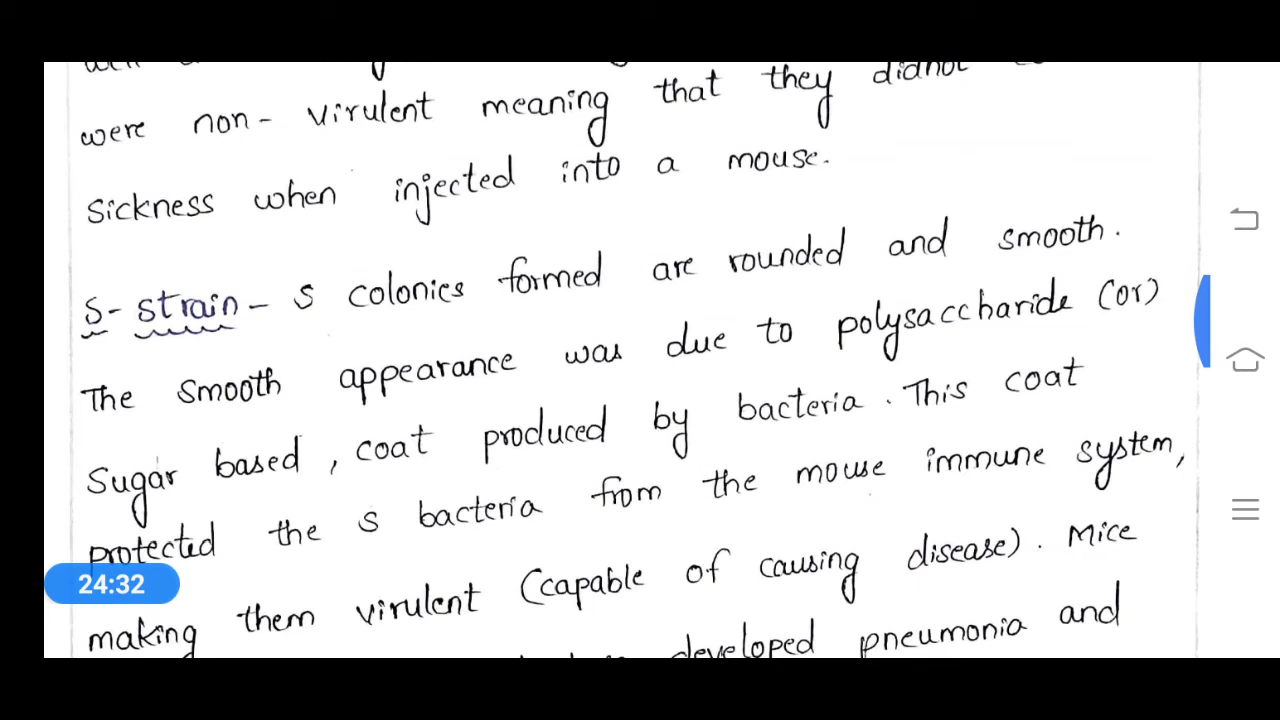 were non- virulent meaning that they didnot
Sickness when injected into a mouse.
S- strain - S colonies formed are rounded and smooth.
The smooth appearance was due to polysaccharide (or)
Sugar based, coat produced by bacteria. This coat
protected the S bacteria from the mouse immune system,
making them virulent (capable of causing disease). Mice
developed pneumonia and
24:32